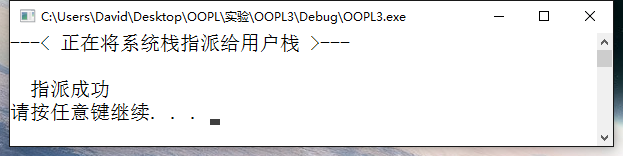 C:\Users\David\Desktop\OOPL\实验\OOPL3\Debug\OOPL3.exe
---< 正在将系统栈指派给用户栈 >---
指派成功
请按任意键继续. . .